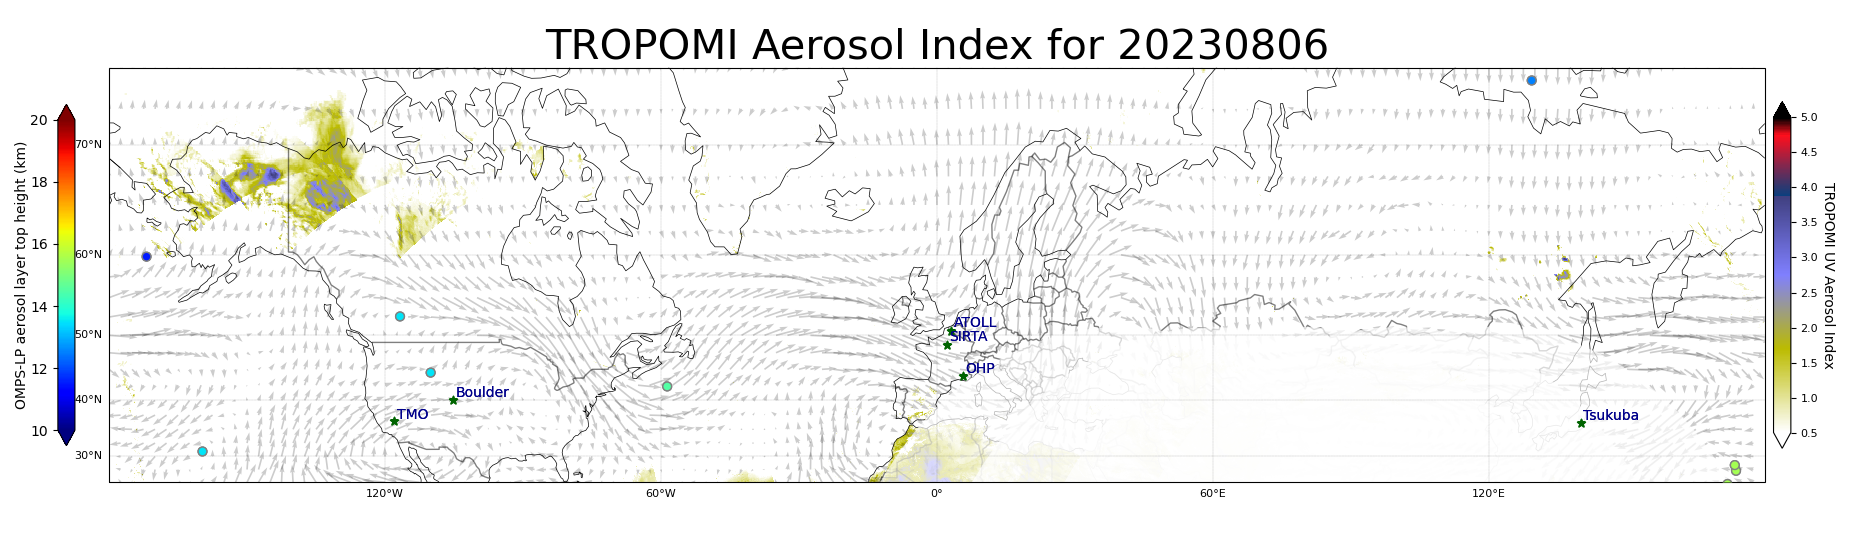 TROPOMI Aerosol Index for 20230806
OMPS-LP aerosol layer top height (km)
20
18
16
14
12
10
70°N
60°N
50°N
40°N
30°N
120°W
60°W
0°
60°E
120°E
ATOLL
SIRTA
OHP
Boulder
TMO
Tsukuba
5.0
4.5
4.0
3.5
3.0
2.5
2.0
1.5
1.0
0.5
TROPOMI UV Aerosol Index